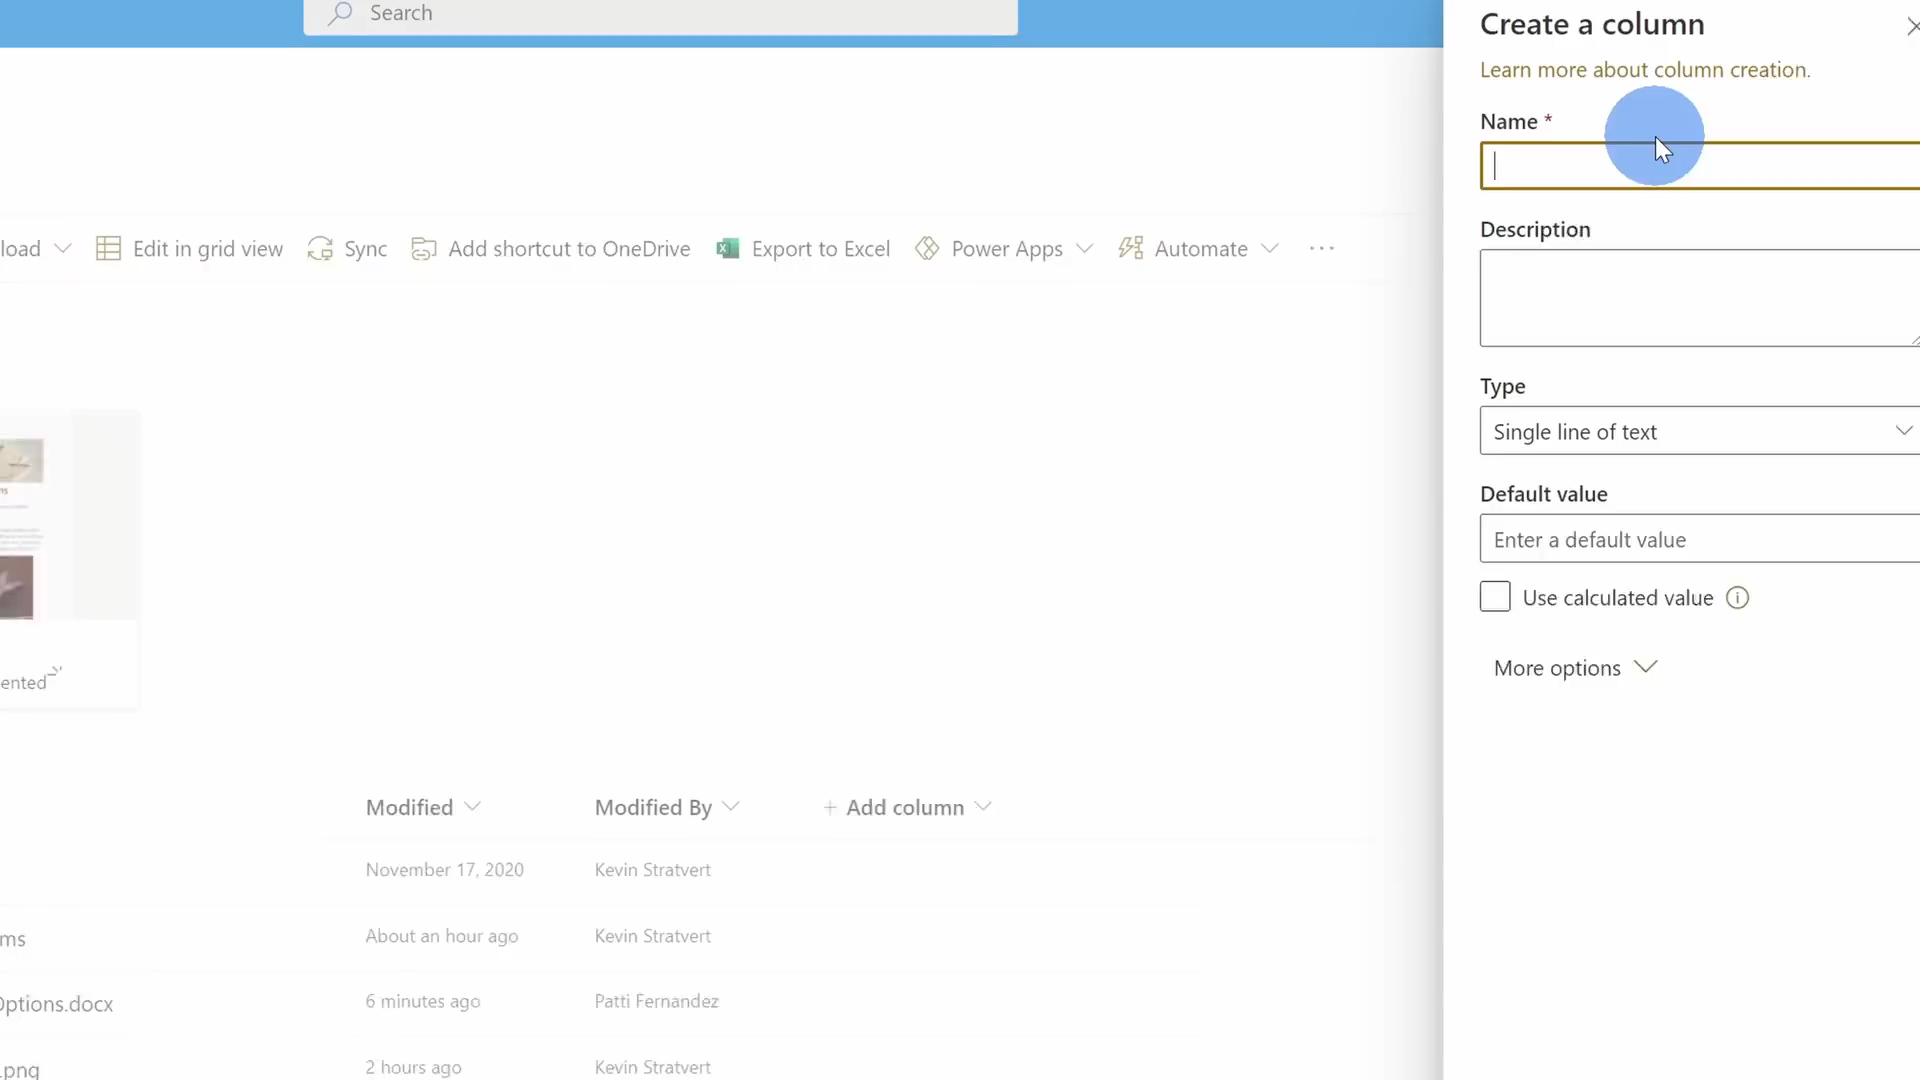 Search
Create a column
Learn more about column creation.
Name *
Description
Type
Single line of text
Default value
Enter a default value
Use calculated value
More options
load
Edit in grid view
Sync
Add shortcut to OneDrive
Export to Excel
Power Apps
Automate
ented
Modified
Modified By
+ Add column
November 17, 2020
Kevin Stratvert
ms
About an hour ago
Kevin Stratvert
Options.docx
6 minutes ago
Patti Fernandez
.png
2 hours ago
Kevin Stratvert